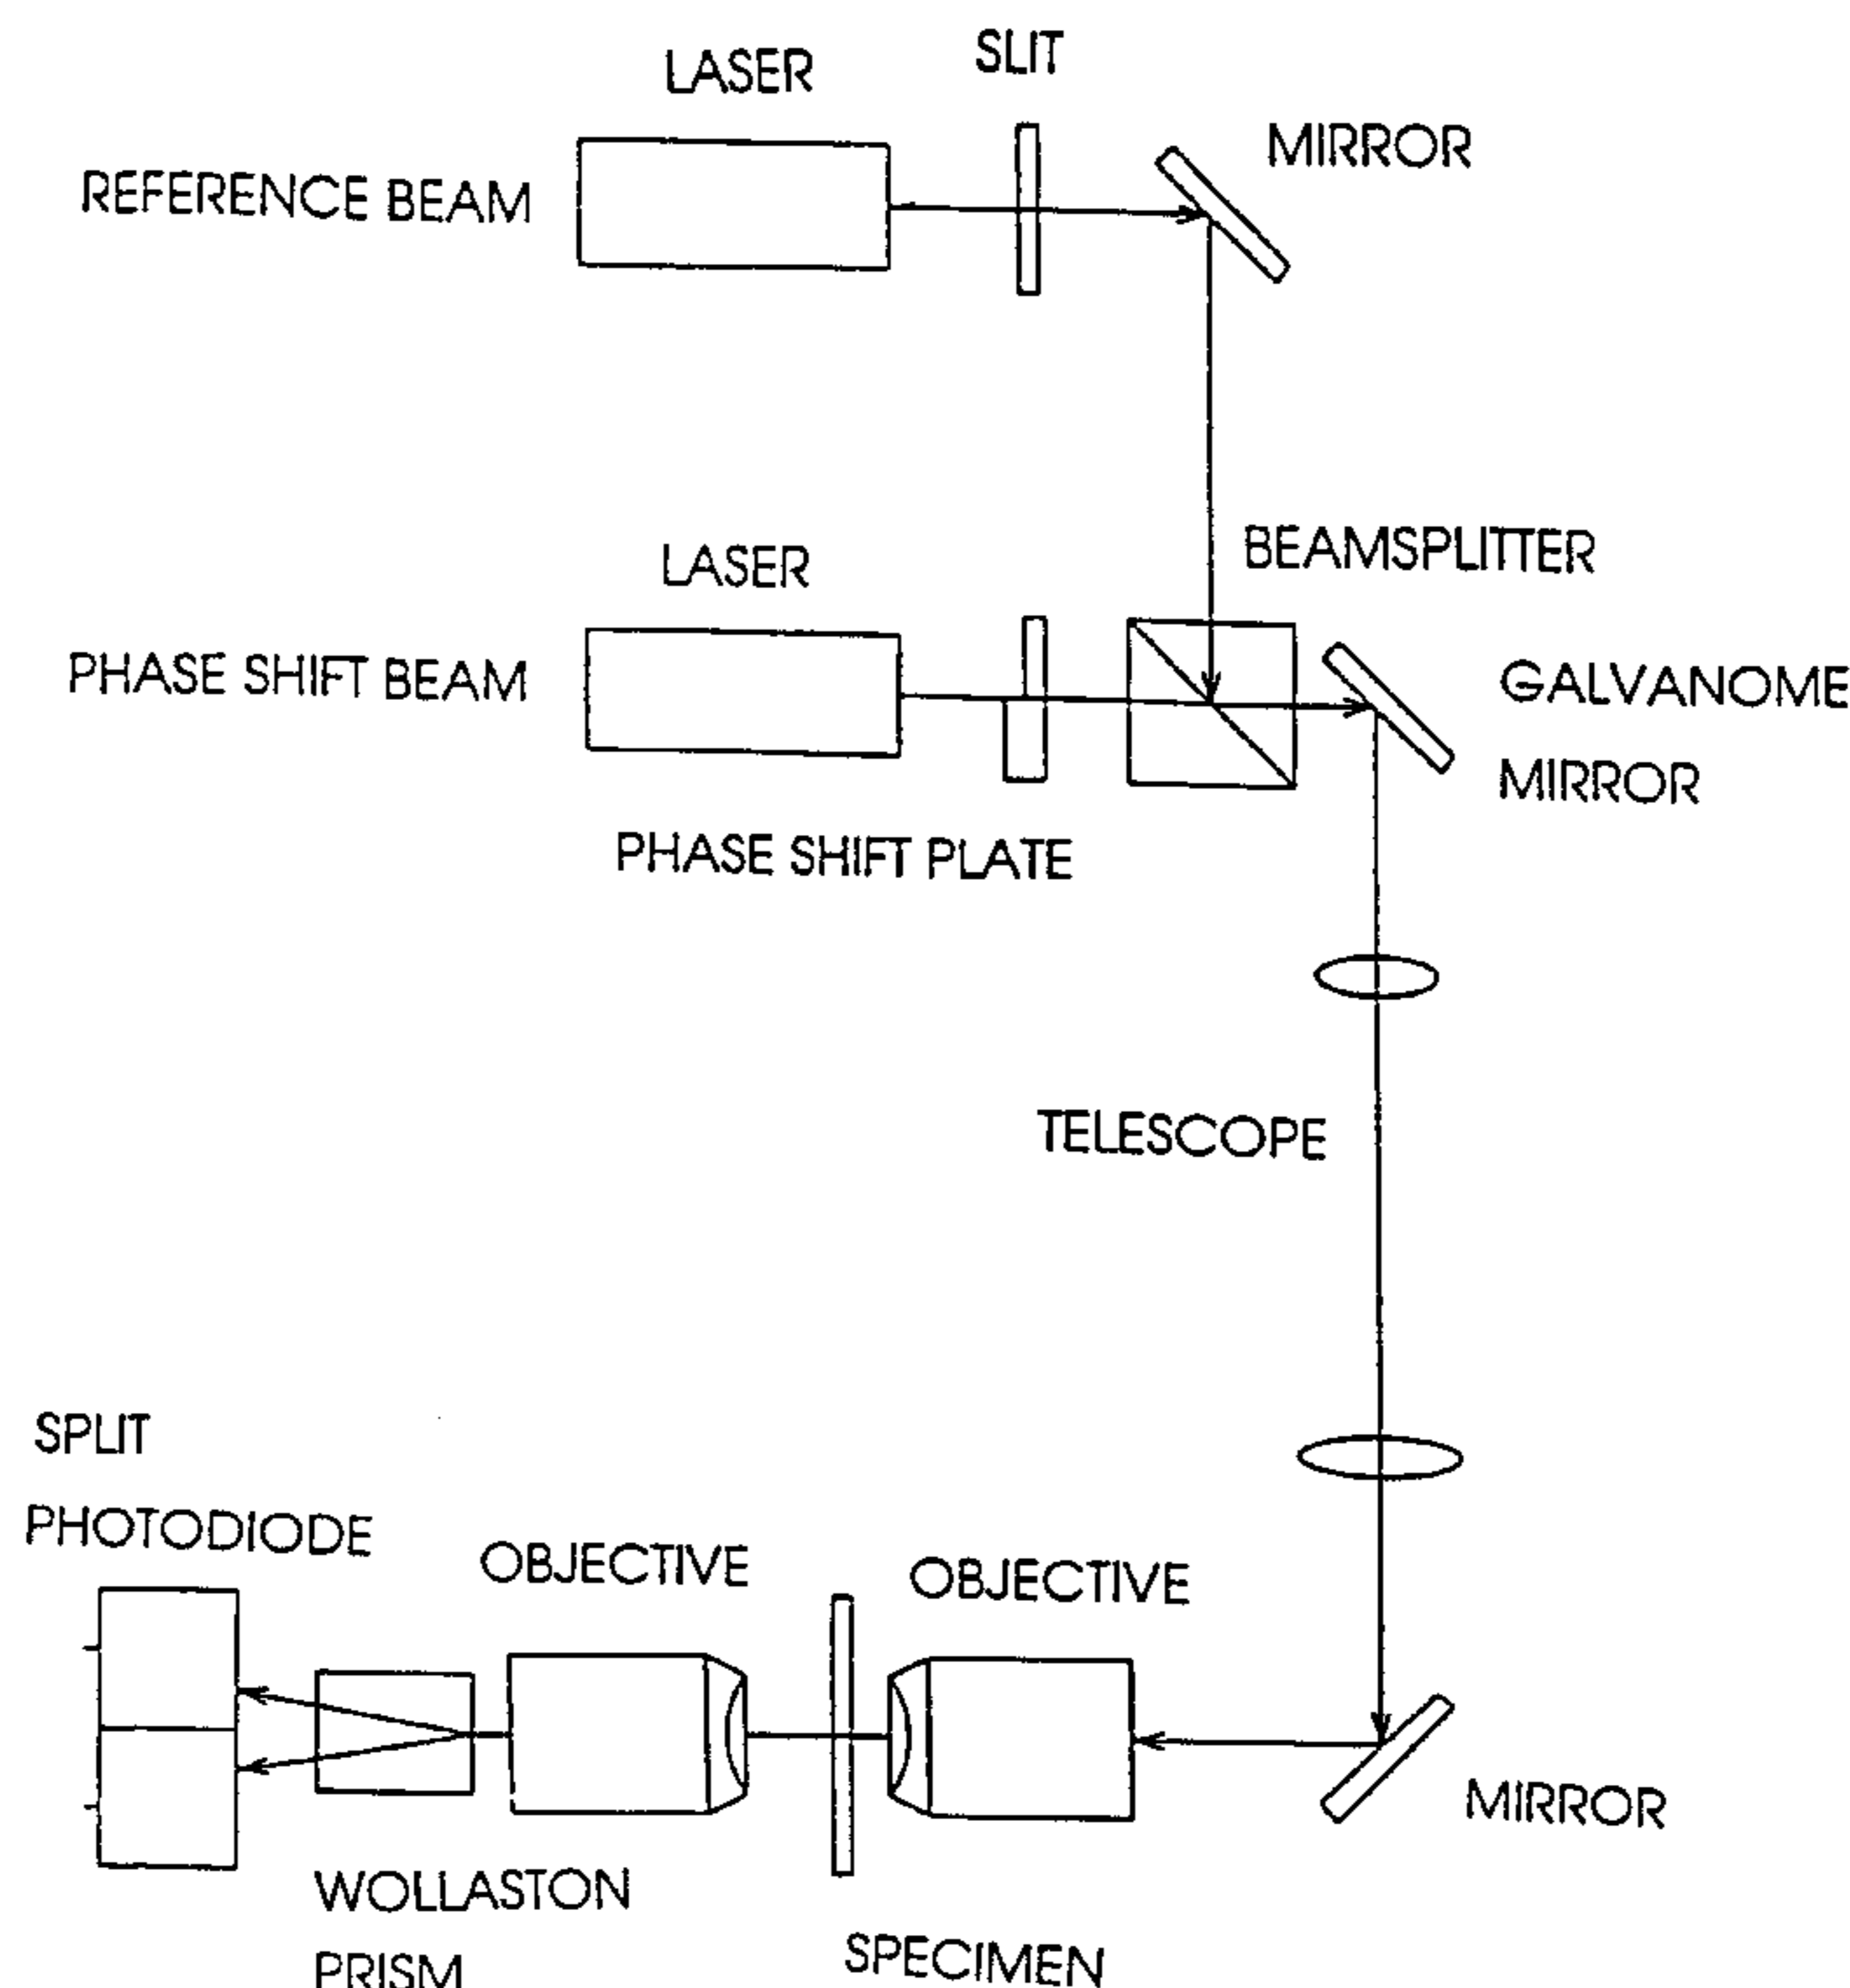 LASER
SLIT
MIRROR
REFERENCE BEAM
LASER
BEAMSPLITTER
PHASE SHIFT BEAM
GALVANOME
MIRROR
PHASE SHIFT PLATE
TELESCOPE
SPLIT
PHOTODIODE
OBJECTIVE
OBJECTIVE
MIRROR
WOLLASTON
PRISM
SPECIMEN